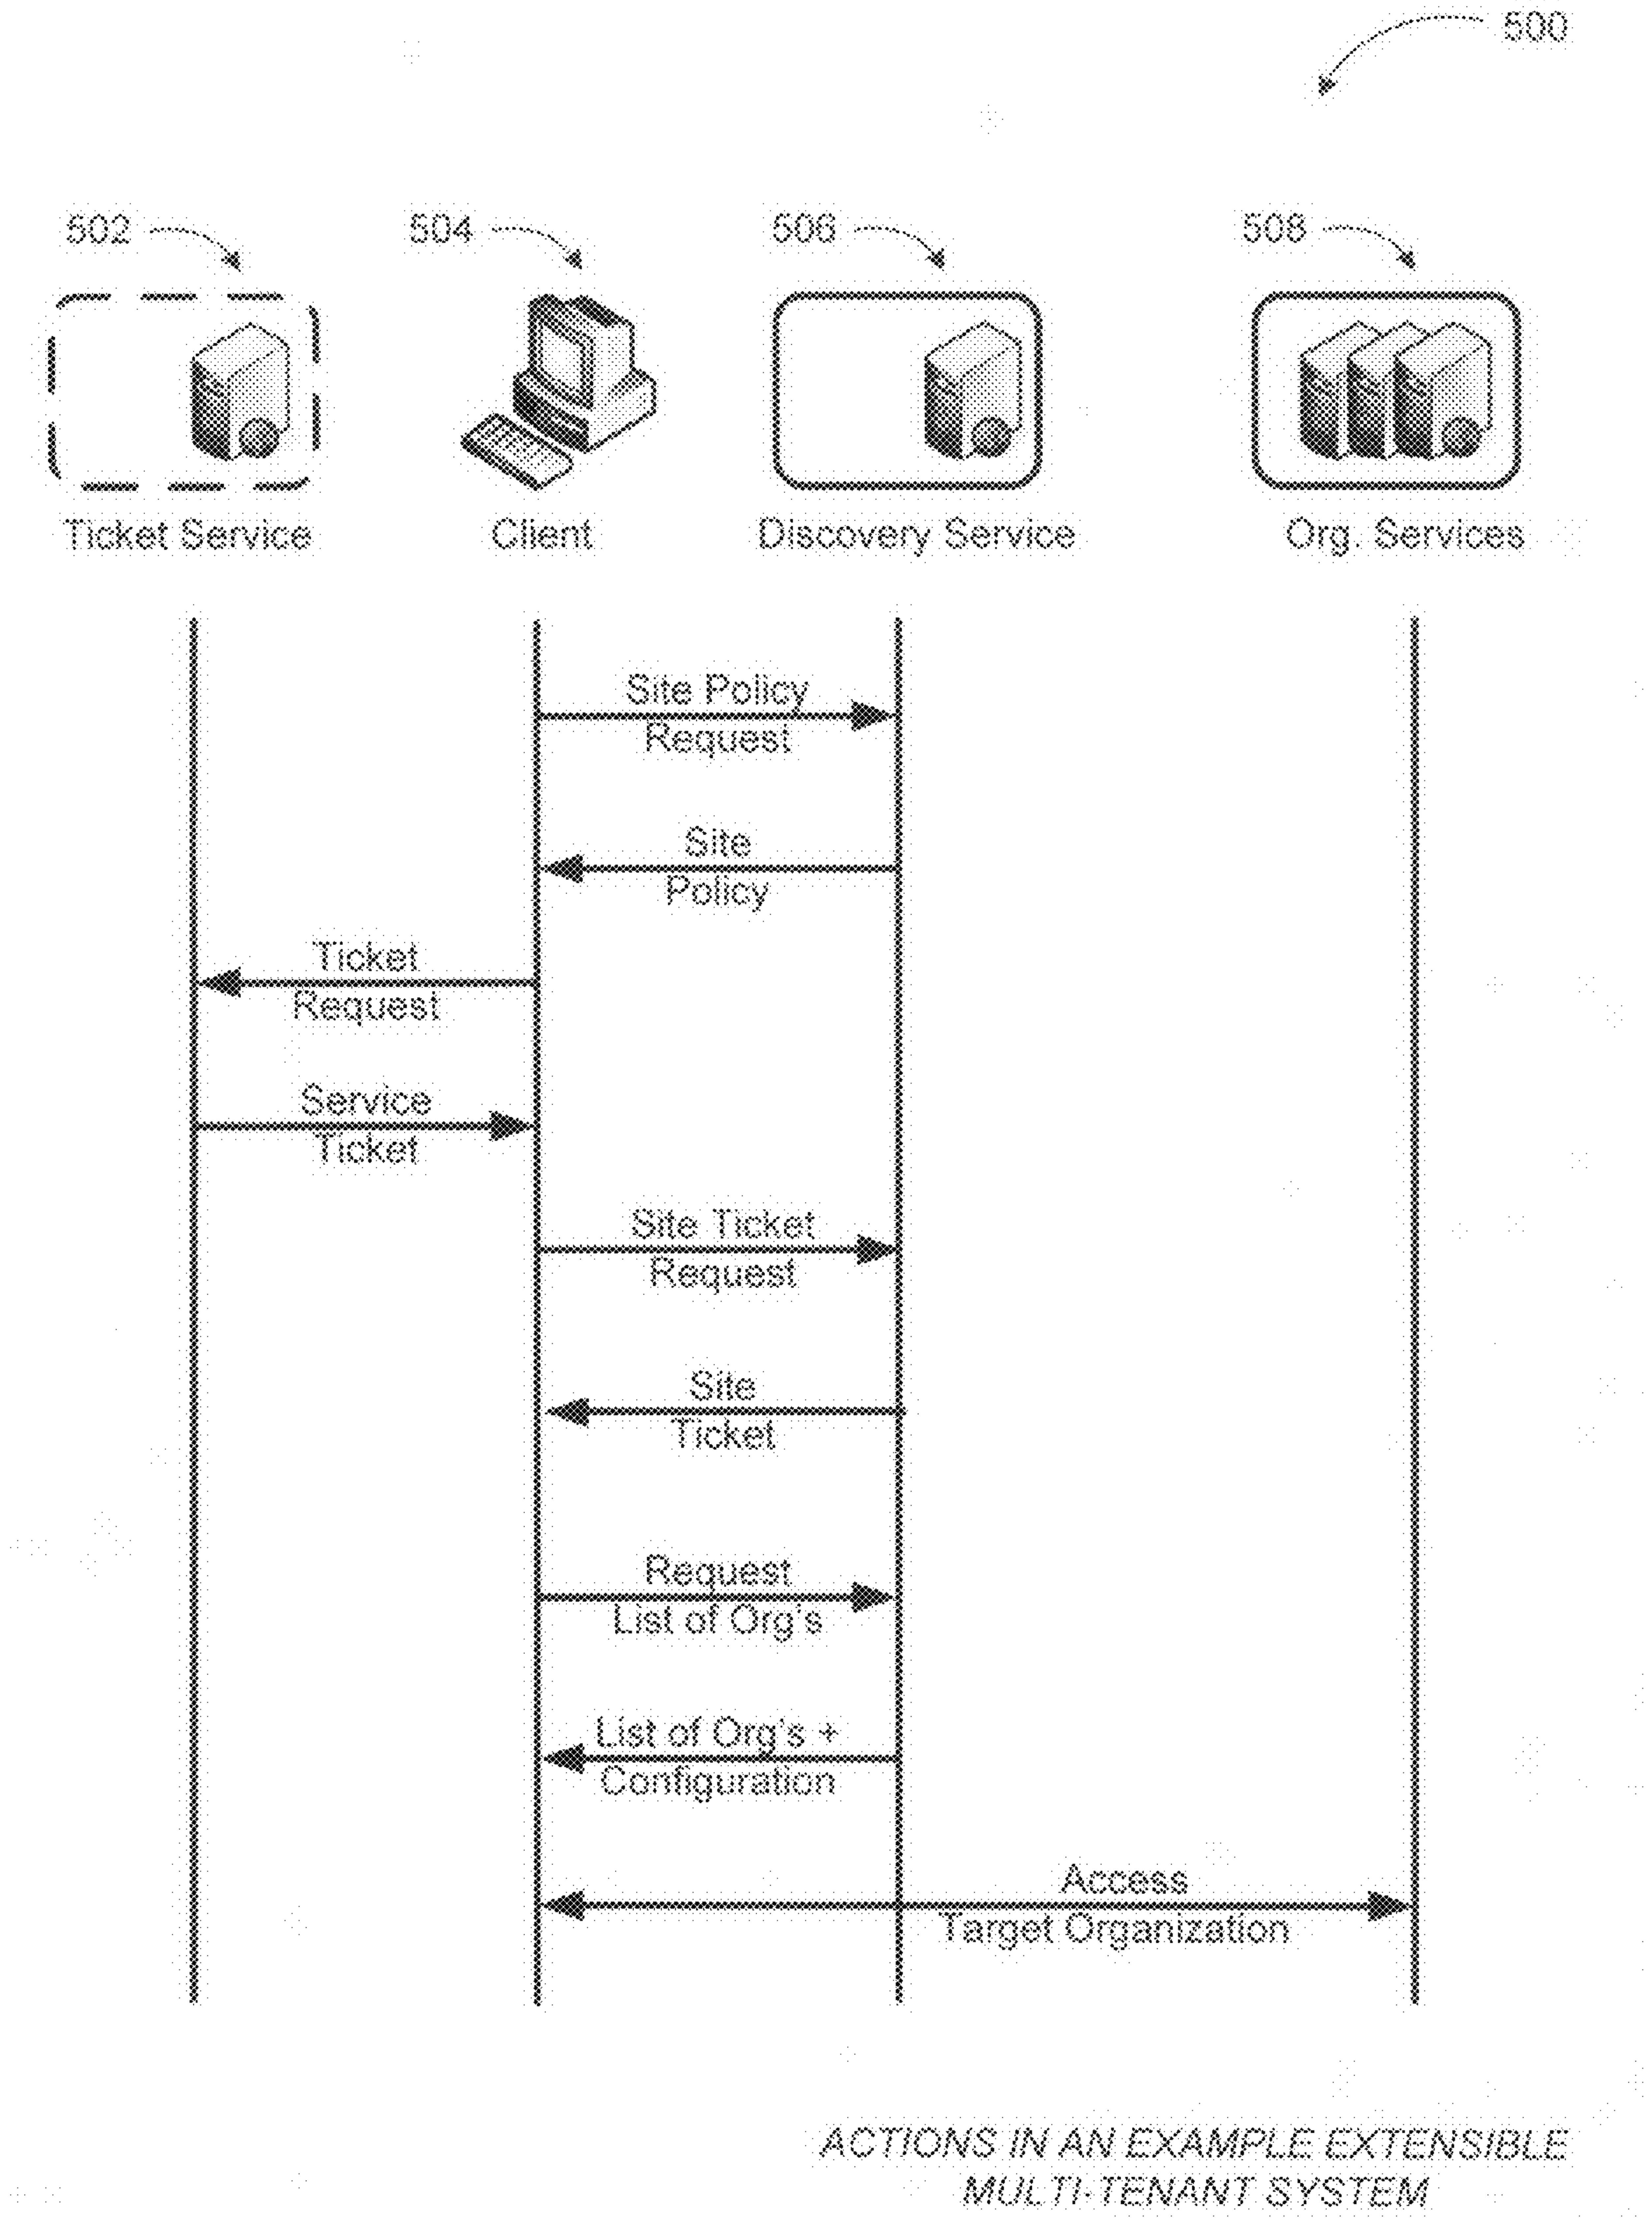 500
502
504
506
508
Ticket Service
Client
Discovery Service
Org. Services
Site Policy
Request
Site
Policy
Ticket
Request
Service
Ticket
Site Ticket
Request
Site
Ticket
Request
List of Org's
List of Org's +
Configuration
Access
Target Organization
ACTIONS IN AN EXAMPLE EXTENSIBLE
MULTI-TENANT SYSTEM